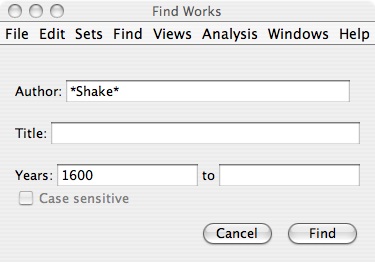 Find Works
File Edit Sets Find Views Analysis Windows Help
Author: *Shake*
Title:
Years: 1600 to
Case sensitive
Cancel Find